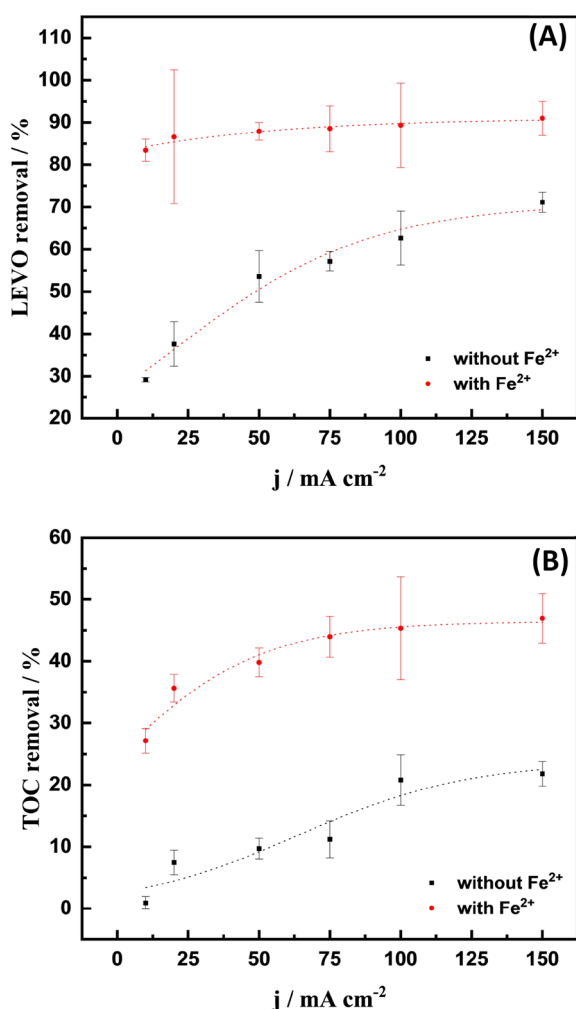 (A)
110
100
90
80
70
60
50
40
30
20
LEVO removal / %
without Fe²⁺
with Fe²⁺
0 25 50 75 100 125 150
j / mA cm⁻²
(B)
60
50
40
30
20
10
0
TOC removal / %
without Fe²⁺
with Fe²⁺
0 25 50 75 100 125 150
j / mA cm⁻²